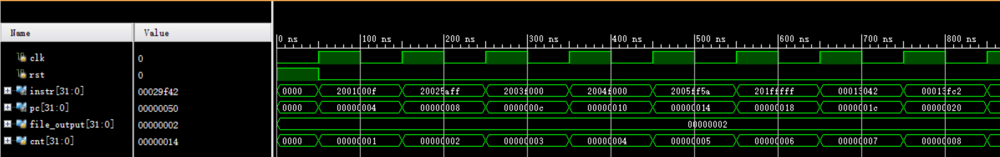 Name Value
0 ns 100 ns 200 ns 300 ns 400 ns 500 ns 600 ns 700 ns 800 ns
clk 0
rst 0
instr[31:0] 00029f42 0000 2001000f 20025aff 2003f000 2004f000 2005ff5a 201fffff 00013042 00013fc2
pc[31:0] 00000050 0000 00000004 00000008 0000000c 00000010 00000014 00000018 0000001c 00000020
file_output[31:0] 00000002 00000002
cnt[31:0] 00000014 0000 00000001 00000002 00000003 00000004 00000005 00000006 00000007 00000008